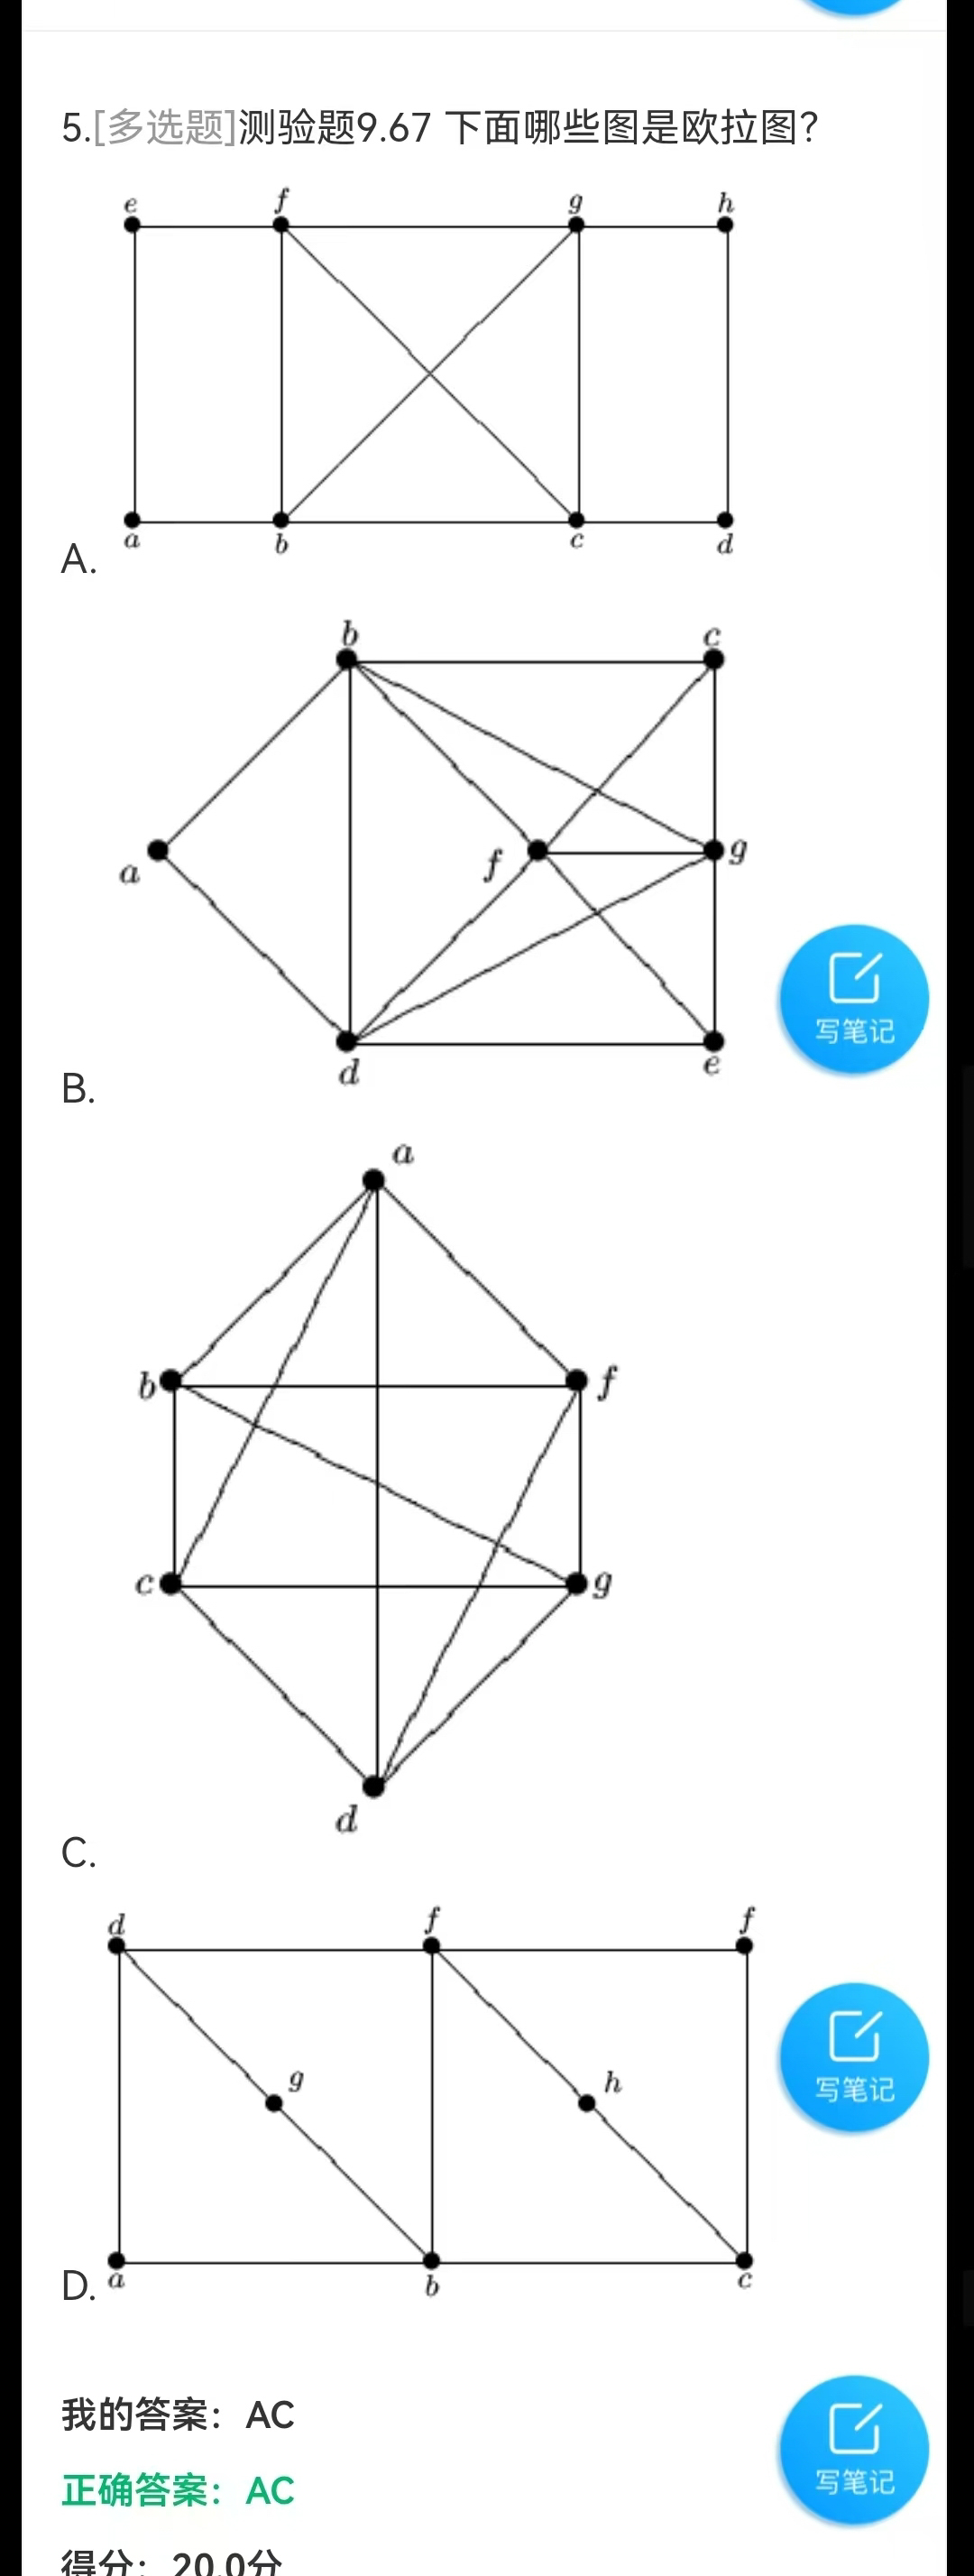 5.[多选题]测验题9.67 下面哪些图是欧拉图?
e f g h
a b c d
A.
b c
a f g
写笔记
d e
B.
a
b f
c g
d
C.
d f f
写笔记
g h
D. a b c
我的答案：AC
正确答案：AC
写笔记
得分：20.0分